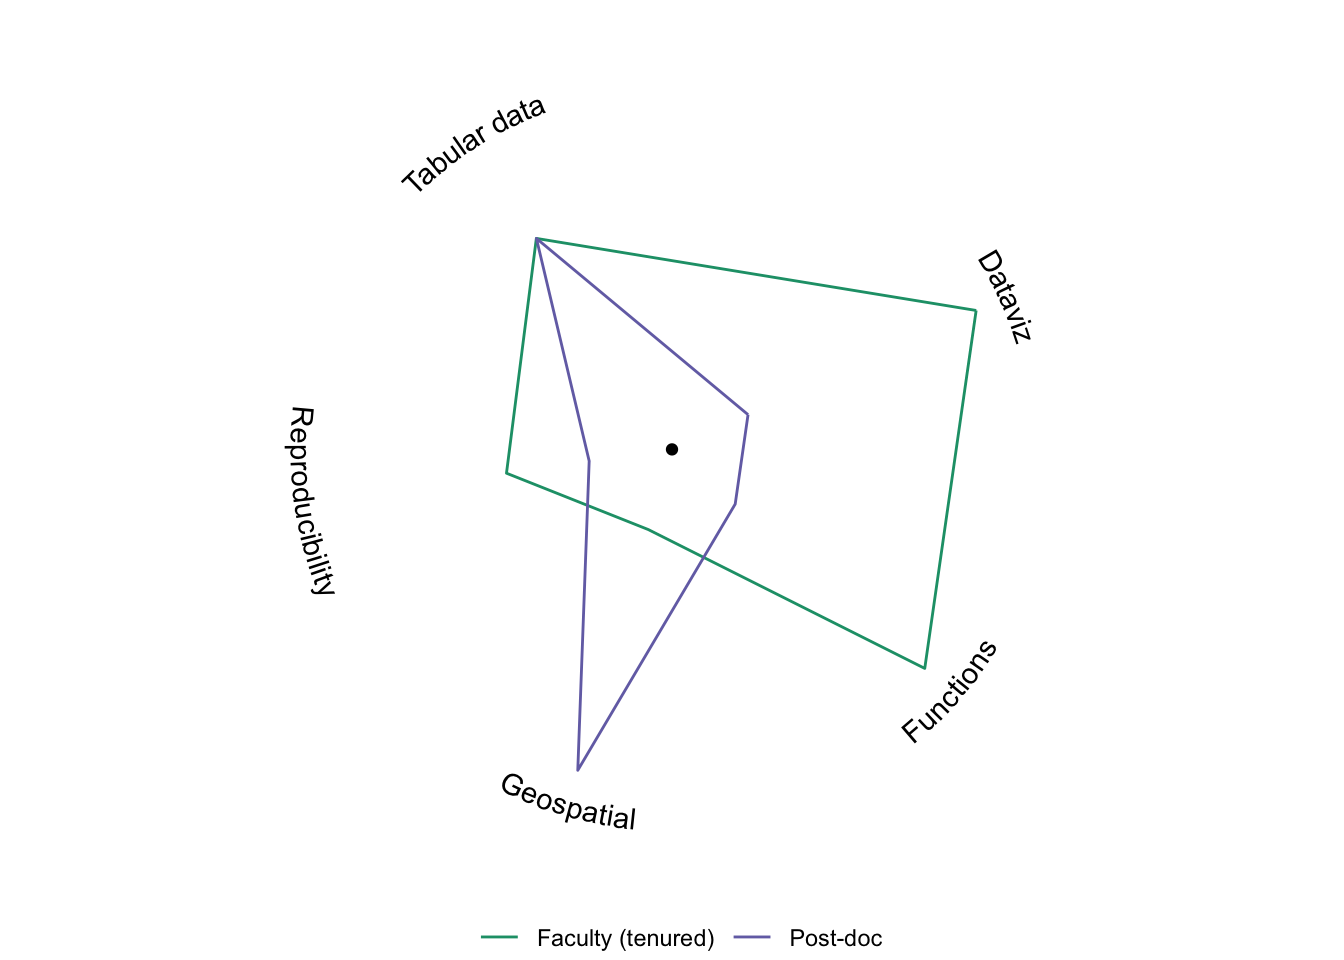 Tabular data
Dataviz
Reproducibility
Functions
Geospatial
Faculty (tenured)
Post-doc